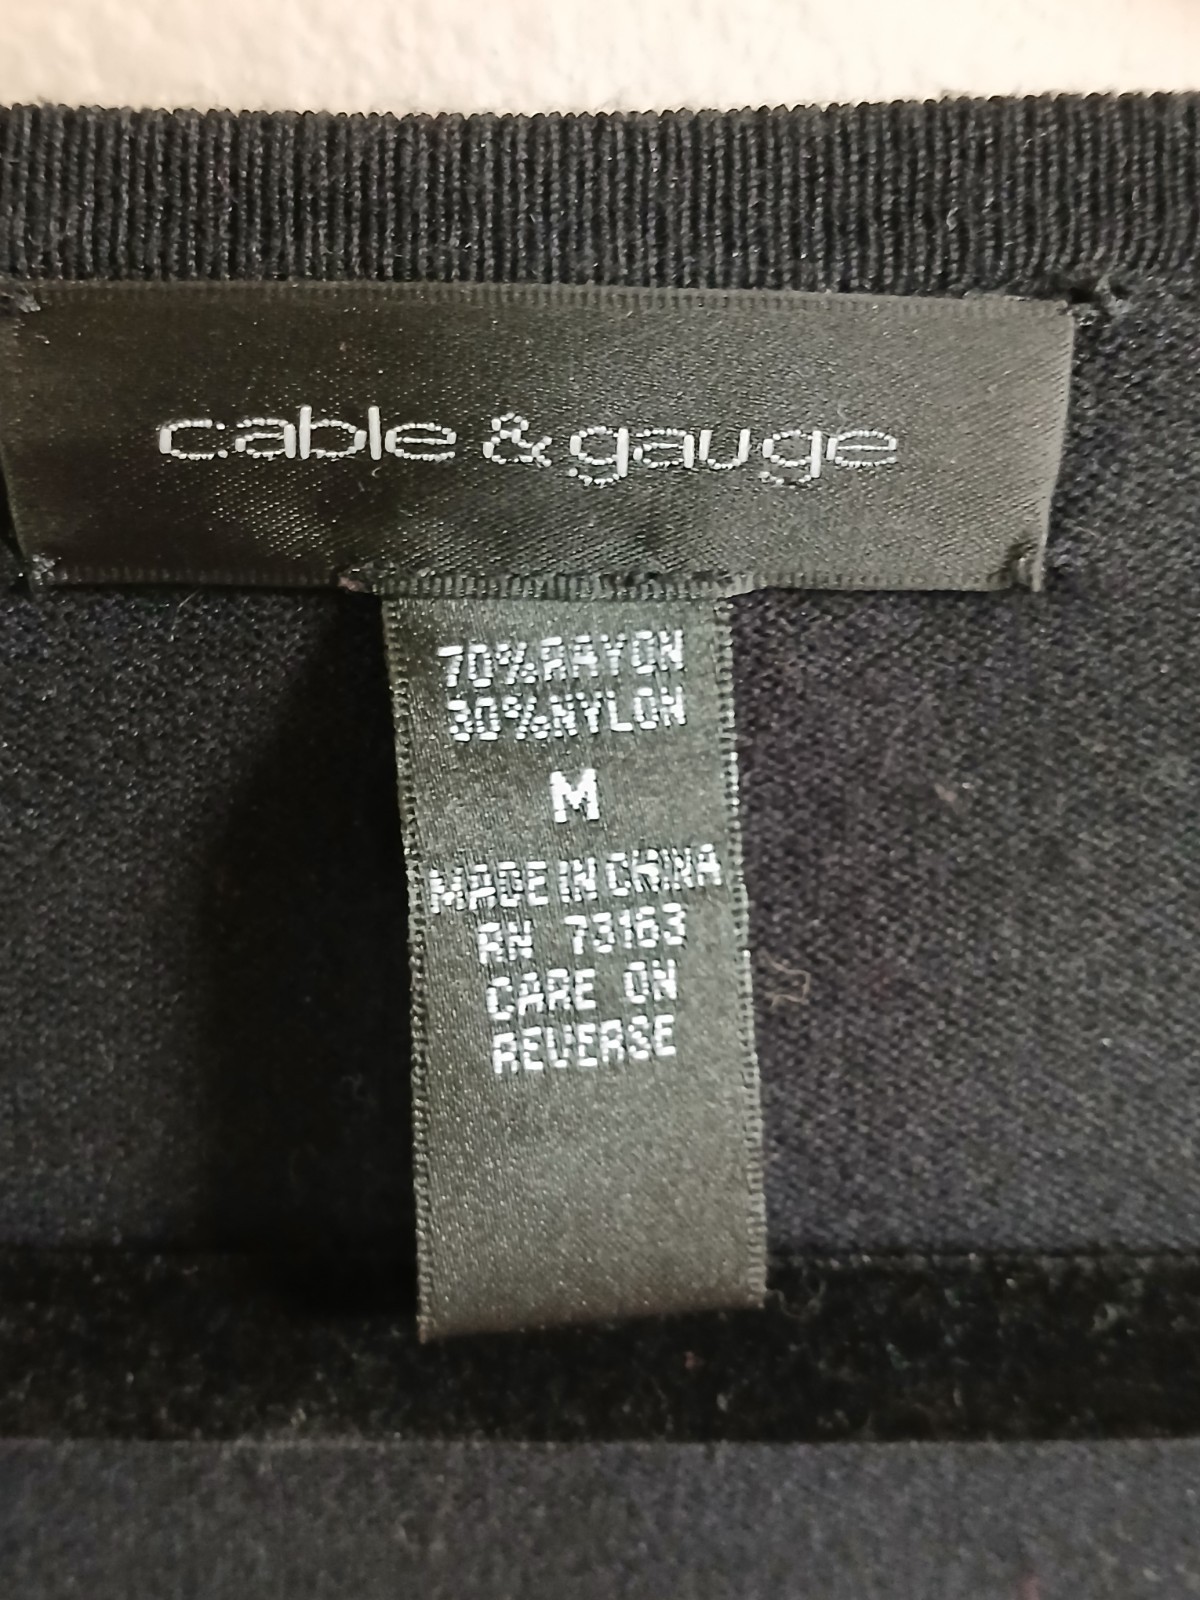 cable & gauge
70% RAYON
30% NYLON
M
MADE IN CHINA
RN 73163
CARE ON
REVERSE